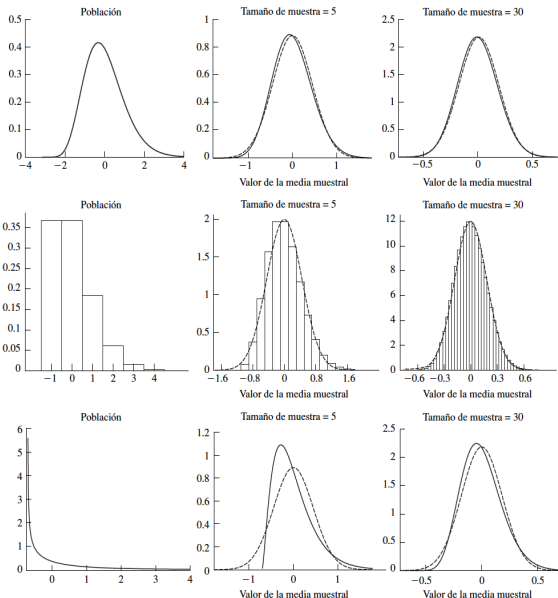 Población Tamaño de muestra = 5 Tamaño de muestra = 30
0.5 1 2.5
0.4 0.8 2
0.3 0.6 1.5
0.2 0.4 1
0.1 0.2 0.5
0 0 0
−4 −2 0 2 4 −1 0 1 −0.5 0 0.5
Valor de la media muestral Valor de la media muestral
Población Tamaño de muestra = 5 Tamaño de muestra = 30
0.35 2 12
0.3 1.5 10
0.25 8
0.2 1 6
0.15 4
0.1 0.5 2
0.05 0 0
0
−1 0 1 2 3 4 −1.6 −0.8 0 0.8 1.6 −0.6 −0.3 0 0.3 0.6
Valor de la media muestral Valor de la media muestral
Población Tamaño de muestra = 5 Tamaño de muestra = 30
6 1.2 2.5
5 1 2
4 0.8 1.5
3 0.6 1
2 0.4 0.5
1 0.2 0
0 0
0 1 2 3 4 −1 0 1 −0.5 0 0.5
Valor de la media muestral Valor de la media muestral